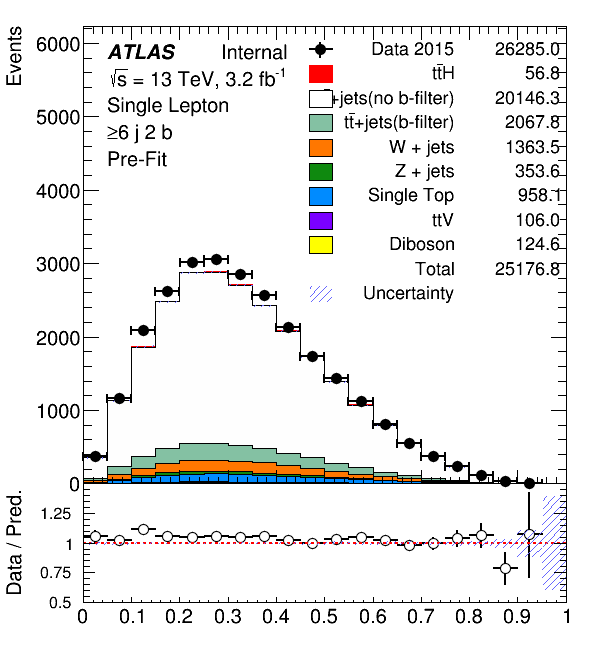 Events
6000
5000
4000
3000
2000
1000
0
ATLAS Internal
√s = 13 TeV, 3.2 fb-1
Single Lepton
≥6 j 2 b
Pre-Fit
Data 2015 26285.0
tt̄H 56.8
+jets(no b-filter) 20146.3
tt̄+jets(b-filter) 2067.8
W + jets 1363.5
Z + jets 353.6
Single Top 958.1
ttV 106.0
Diboson 124.6
Total 25176.8
Uncertainty
Data / Pred.
1.25
1
0.75
0.5
0 0.1 0.2 0.3 0.4 0.5 0.6 0.7 0.8 0.9 1